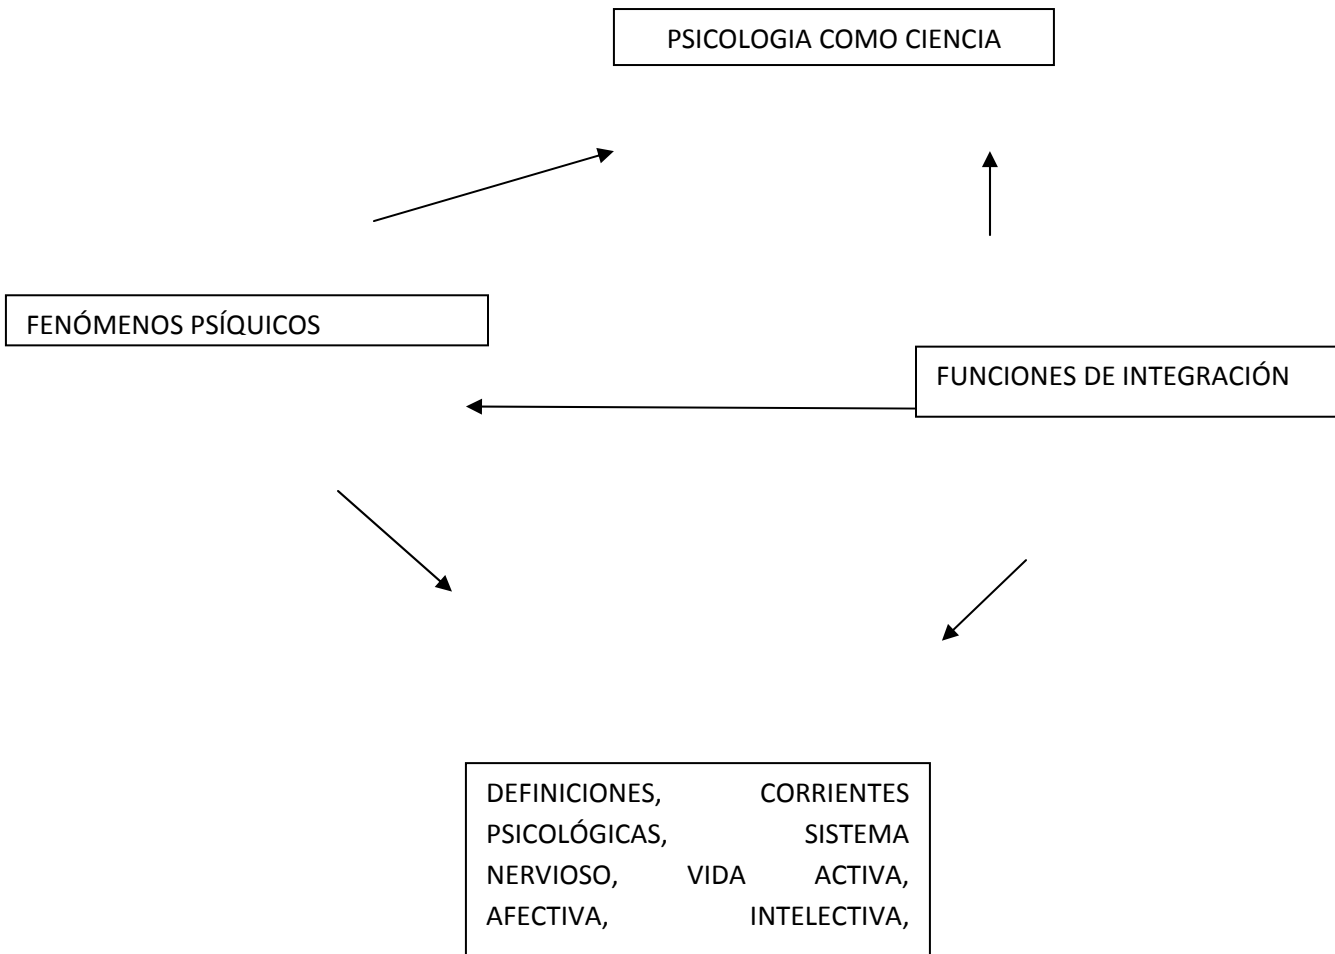 PSICOLOGIA COMO CIENCIA
FENÓMENOS PSÍQUICOS
FUNCIONES DE INTEGRACIÓN
DEFINICIONES, CORRIENTES
PSICOLÓGICAS, SISTEMA
NERVIOSO, VIDA ACTIVA,
AFECTIVA, INTELECTIVA,